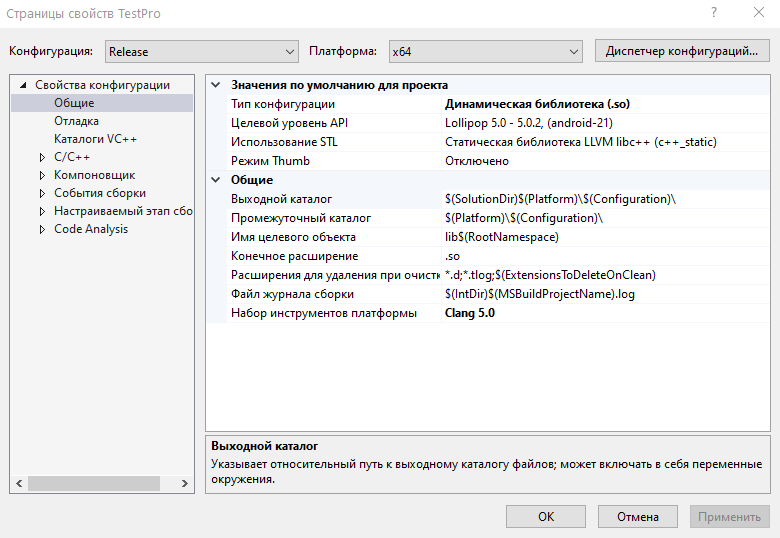 Страницы свойств TestPro
Конфигурация: Release Платформа: x64 Диспетчер конфигураций...
Свойства конфигурации
Общие
Отладка
Каталоги VC++
C/C++
Компоновщик
События сборки
Настраиваемый этап сбо
Code Analysis
Значения по умолчанию для проекта
Тип конфигурации Динамическая библиотека (.so)
Целевой уровень API Lollipop 5.0 - 5.0.2, (android-21)
Использование STL Статическая библиотека LLVM libc++ (c++_static)
Режим Thumb Отключено
Общие
Выходной каталог $(SolutionDir)$(Platform)\$(Configuration)\
Промежуточный каталог $(Platform)\$(Configuration)\
Имя целевого объекта lib$(RootNamespace)
Конечное расширение .so
Расширения для удаления при очистк *.d;*.tlog;$(ExtensionsToDeleteOnClean)
Файл журнала сборки $(IntDir)$(MSBuildProjectName).log
Набор инструментов платформы Clang 5.0
Выходной каталог
Указывает относительный путь к выходному каталогу файлов; может включать в себя переменные
окружения.
ОК Отмена Применить